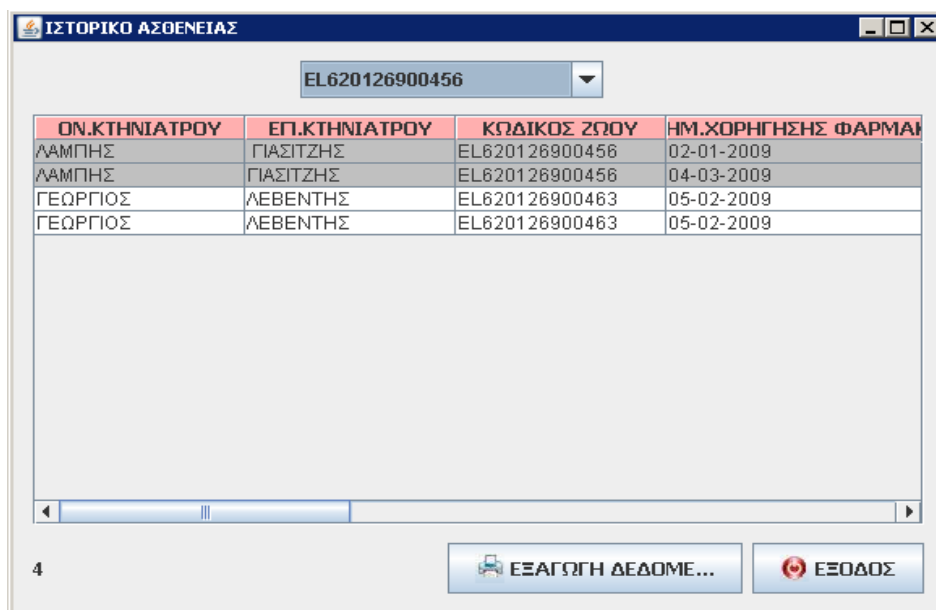 ΙΣΤΟΡΙΚΟ ΑΣΘΕΝΕΙΑΣ
EL620126900456
ΟΝ.ΚΤΗΝΙΑΤΡΟΥ ΕΠ.ΚΤΗΝΙΑΤΡΟΥ ΚΩΔΙΚΟΣ ΖΩΟΥ ΗΜ.ΧΟΡΗΓΗΣΗΣ ΦΑΡΜΑΚ
ΛΑΜΠΗΣ ΓΙΑΣΙΤΖΗΣ EL620126900456 02-01-2009
ΛΑΜΠΗΣ ΓΙΑΣΙΤΖΗΣ EL620126900456 04-03-2009
ΓΕΩΡΓΙΟΣ ΛΕΒΕΝΤΗΣ EL620126900463 05-02-2009
ΓΕΩΡΓΙΟΣ ΛΕΒΕΝΤΗΣ EL620126900463 05-02-2009
4 ΕΞΑΓΩΓΗ ΔΕΔΟΜΕ... ΕΞΟΔΟΣ